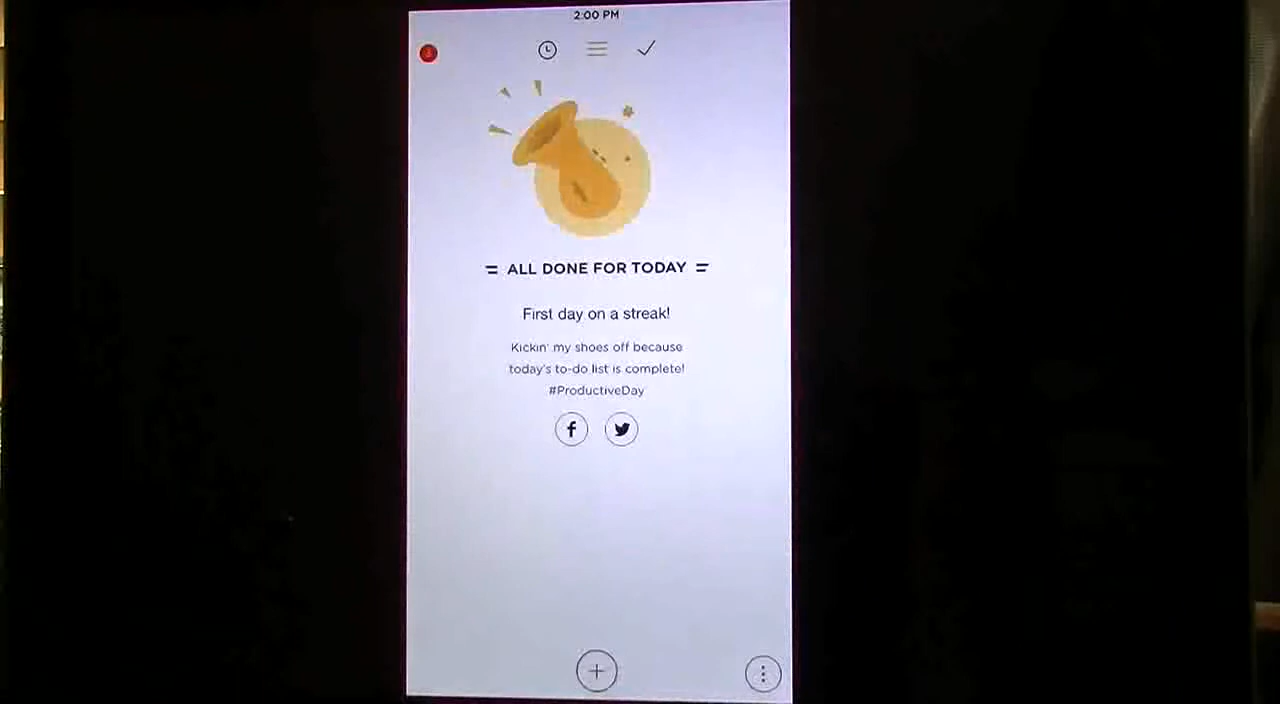 2:00 PM
ALL DONE FOR TODAY
First day on a streak!
Kickin' my shoes off because
today's to-do list is complete!
#ProductiveDay